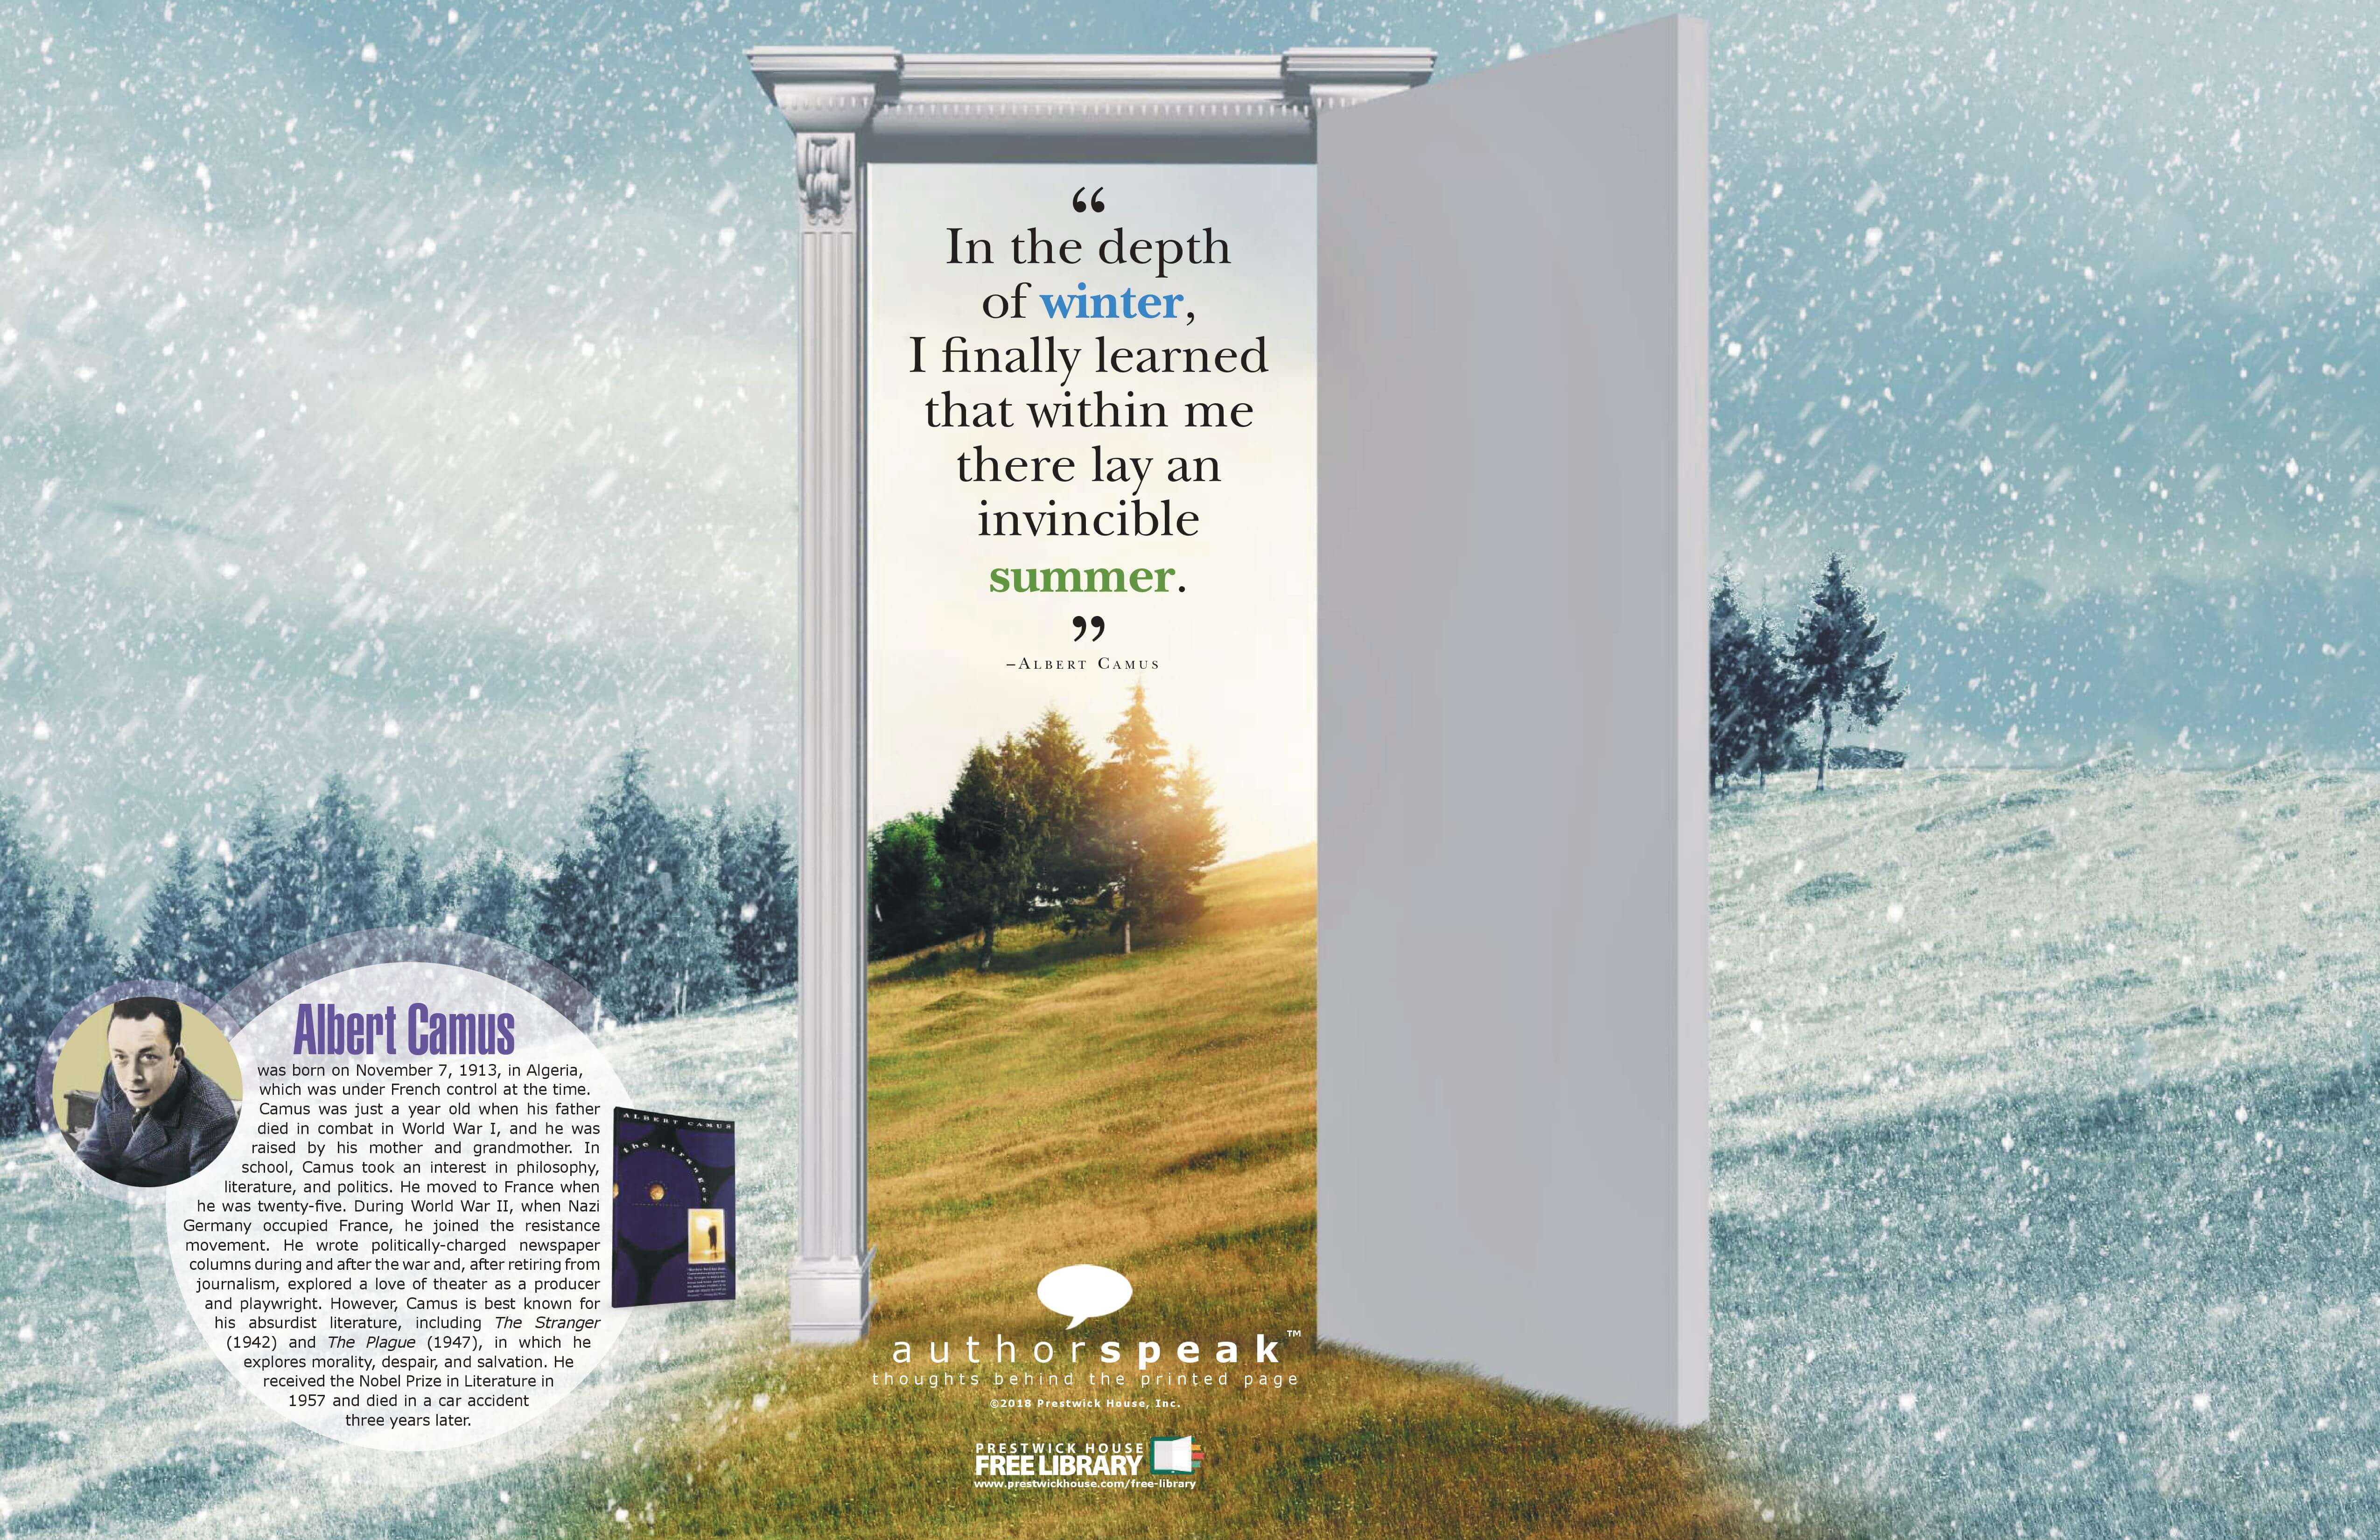 “
In the depth
of winter,
I finally learned
that within me
there lay an
invincible
summer.
”
–Albert Camus
Albert Camus
was born on November 7, 1913, in Algeria,
which was under French control at the time.
Camus was just a year old when his father
died in combat in World War I, and he was
raised by his mother and grandmother. In
school, Camus took an interest in philosophy,
literature, and politics. He moved to France when
he was twenty-five. During World War II, when Nazi
Germany occupied France, he joined the resistance
movement. He wrote politically-charged newspaper
columns during and after the war and, after retiring from
journalism, explored a love of theater as a producer
and playwright. However, Camus is best known for
his absurdist literature, including The Stranger
(1942) and The Plague (1947), in which he
explores morality, despair, and salvation. He
received the Nobel Prize in Literature in
1957 and died in a car accident
three years later.
ALBERT CAMUS
the stranger
authorspeak™
thoughts behind the printed page
©2018 Prestwick House, Inc.
PRESTWICK HOUSE
FREE LIBRARY
www.prestwickhouse.com/free-library